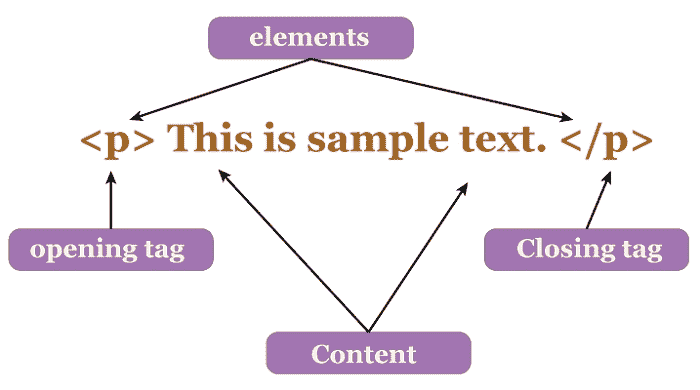 elements
<p> This is sample text. </p>
opening tag
Closing tag
Content